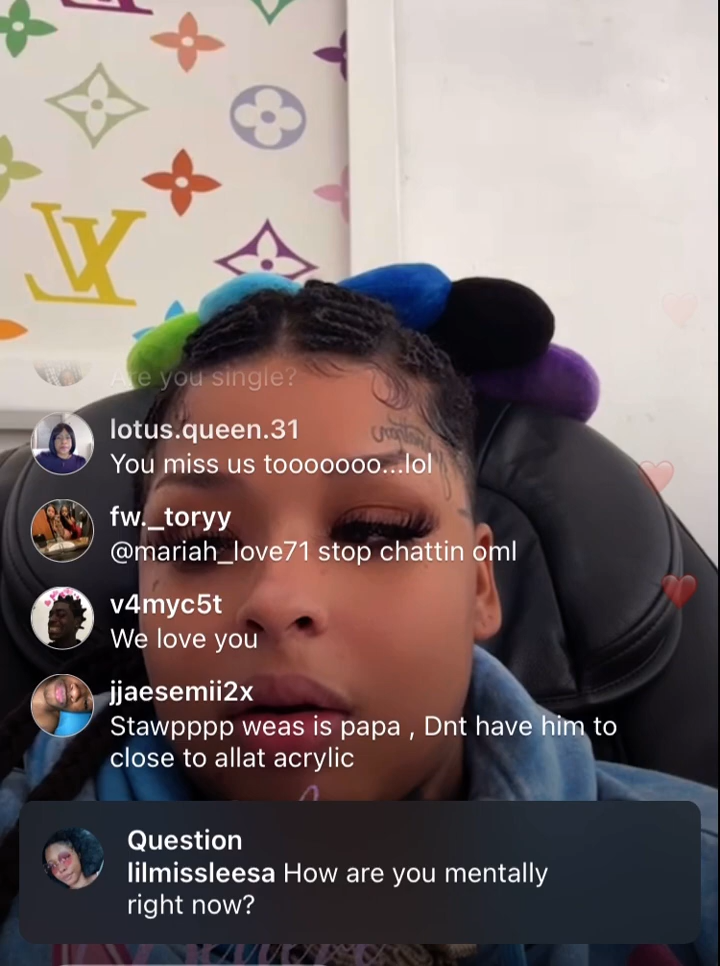 Are you single?
lotus.queen.31
You miss us tooooooo...lol
fw._toryy
@mariah_love71 stop chattin oml
v4myc5t
We love you
jjaesemii2x
Stawpppp weas is papa , Dnt have him to
close to allat acrylic
Question
lilmissleesa How are you mentally
right now?